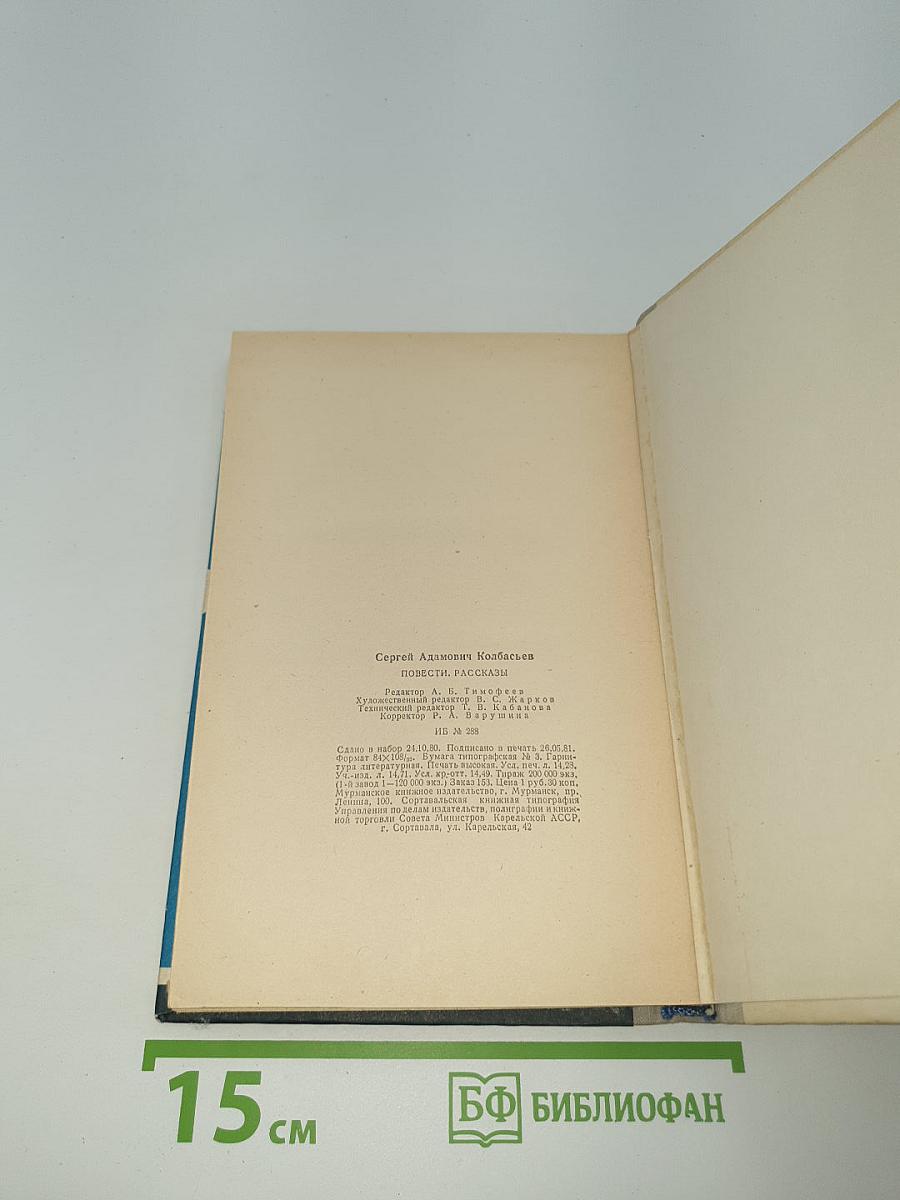 Сергей Адамович Колбасьев
ПОВЕСТИ. РАССКАЗЫ
Редактор А. Б. Тимофеев
Художественный редактор В. С. Жарков
Технический редактор Т. В. Кабанова
Корректор Р. А. Варушина
ИБ № 288
Сдано в набор 24.10.80. Подписано в печать 26.05.81.
Формат 84×108/32. Бумага типографская № 3. Гарни-
тура литературная. Печать высокая. Усл. печ. л. 14,28.
Уч.-изд. л. 14,71. Усл. кр.-отт. 14,49. Тираж 200 000 экз.
(1-й завод 1—120 000 экз.) Заказ 153. Цена 1 руб. 30 коп.
Мурманское книжное издательство, г. Мурманск, пр.
Ленина, 100. Сортавальская книжная типография
Управления по делам издательств, полиграфии и книж-
ной торговли Совета Министров Карельской АССР,
г. Сортавала, ул. Карельская, 42
15 см
БФ БИБЛИОФАН